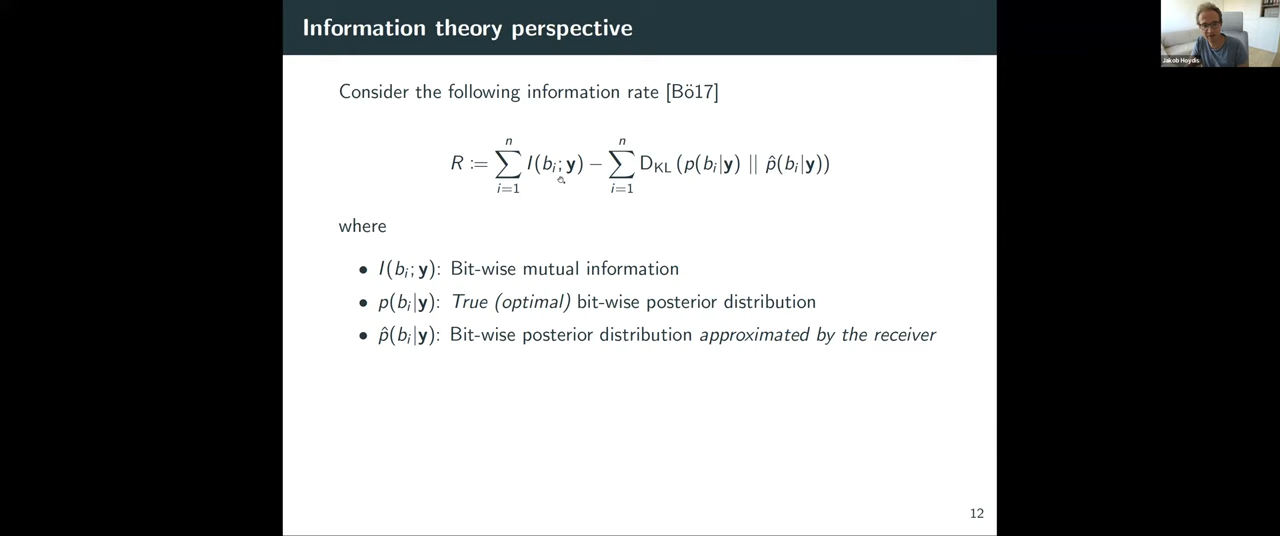 Information theory perspective
Jakob Hoydis
Consider the following information rate [Bö17]
R := ∑_{i=1}^{n} I(b_i; y) − ∑_{i=1}^{n} D_KL (p(b_i|y) || p̂(b_i|y))
where
• I(b_i; y): Bit-wise mutual information
• p(b_i|y): True (optimal) bit-wise posterior distribution
• p̂(b_i|y): Bit-wise posterior distribution approximated by the receiver
12